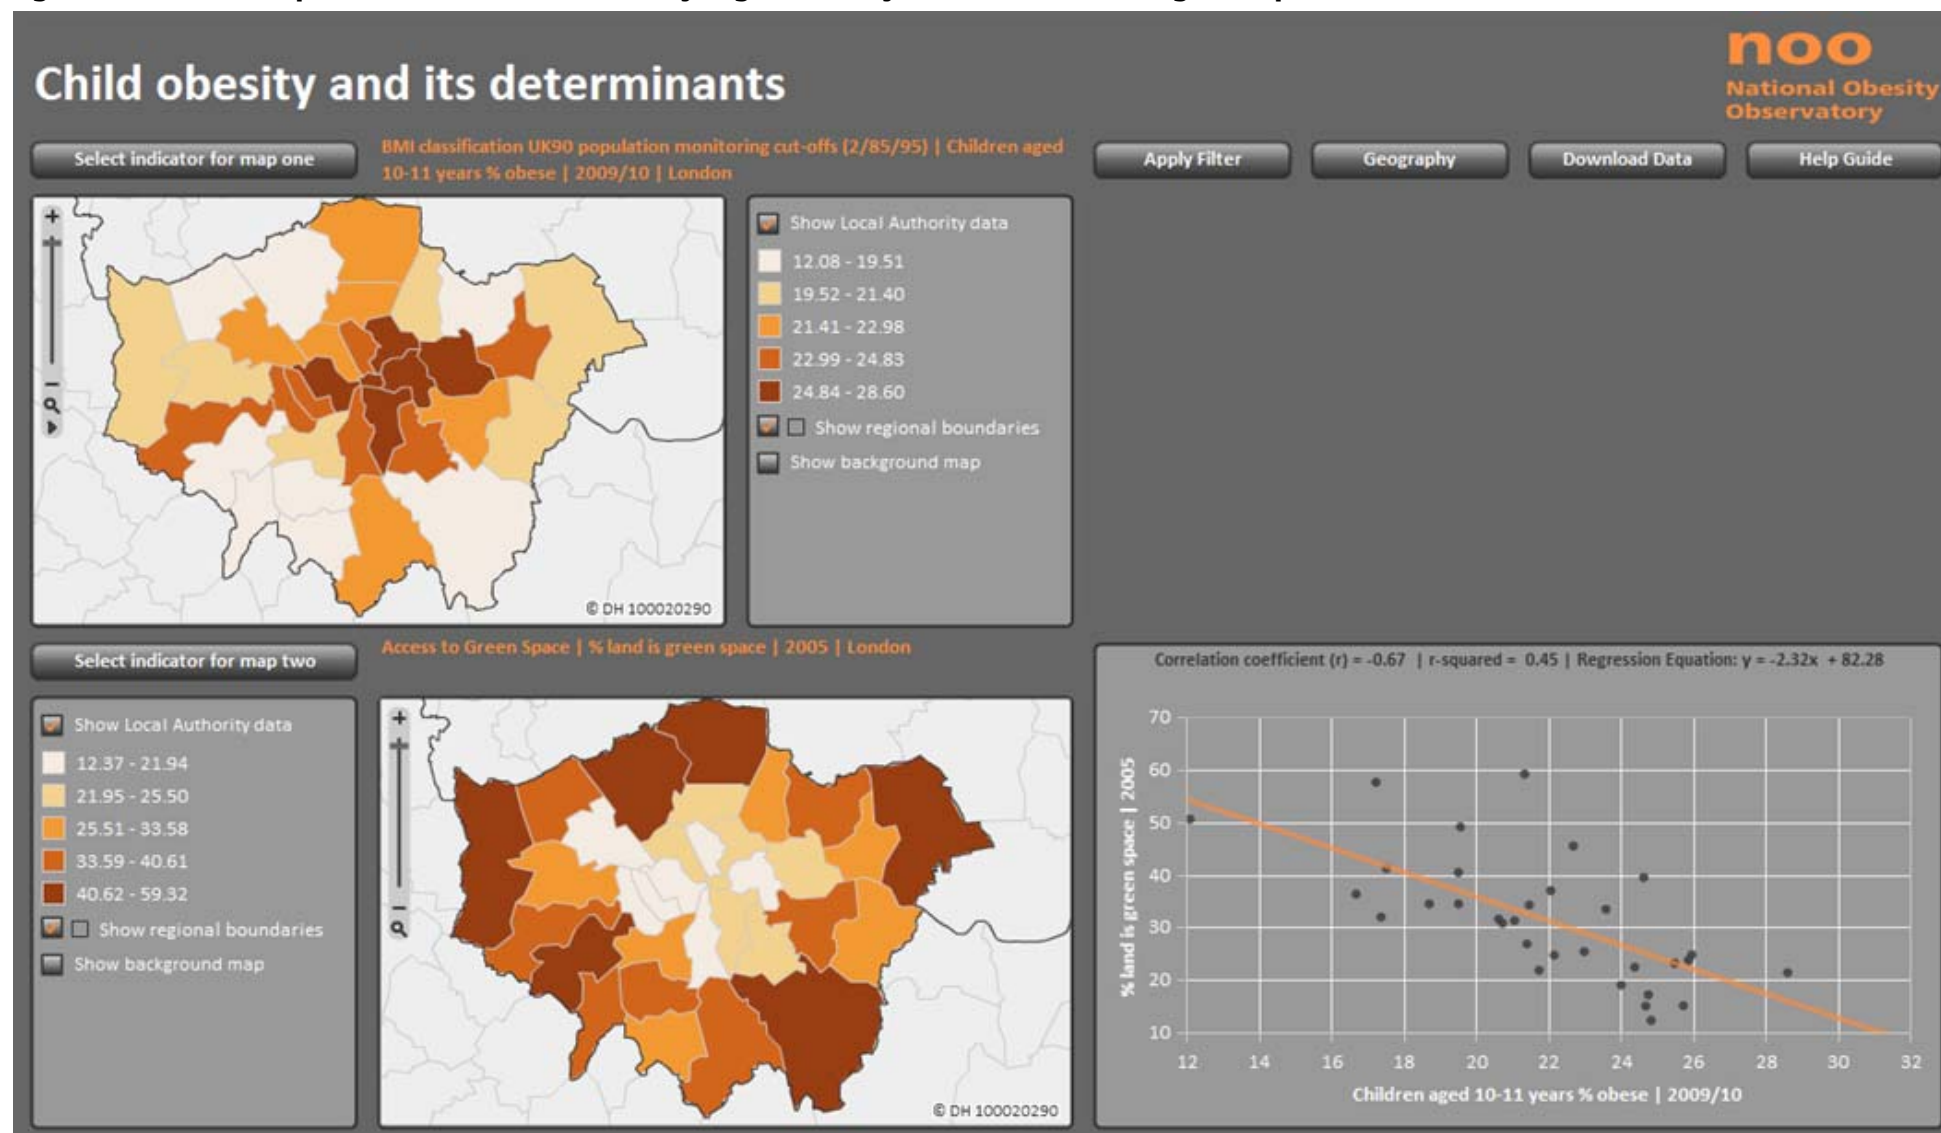 Child obesity and its determinants
noo
National Obesity
Observatory
Select indicator for map one
BMI classification UK90 population monitoring cut-offs (2/85/95) | Children aged
10-11 years % obese | 2009/10 | London
Apply Filter
Geography
Download Data
Help Guide
Show Local Authority data
12.08 - 19.51
19.52 - 21.40
21.41 - 22.98
22.99 - 24.83
24.84 - 28.60
Show regional boundaries
Show background map
© DH 100020290
Select indicator for map two
Access to Green Space | % land is green space | 2005 | London
Show Local Authority data
12.37 - 21.94
21.95 - 25.50
25.51 - 33.58
33.59 - 40.61
40.62 - 59.32
Show regional boundaries
Show background map
© DH 100020290
Correlation coefficient (r) = -0.67 | r-squared = 0.45 | Regression Equation: y = -2.32x + 82.28
% land is green space | 2005
70
60
50
40
30
20
10
12 14 16 18 20 22 24 26 28 30 32
Children aged 10-11 years % obese | 2009/10